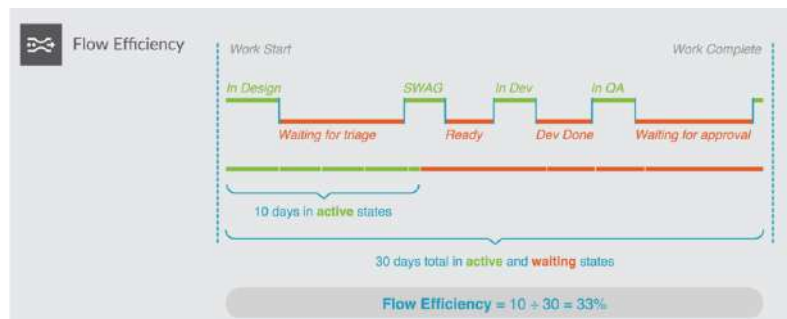 Flow Efficiency
Work Start
Work Complete
In Design
SWAG
In Dev
In QA
Waiting for triage
Ready
Dev Done
Waiting for approval
10 days in active states
30 days total in active and waiting states
Flow Efficiency = 10 ÷ 30 = 33%